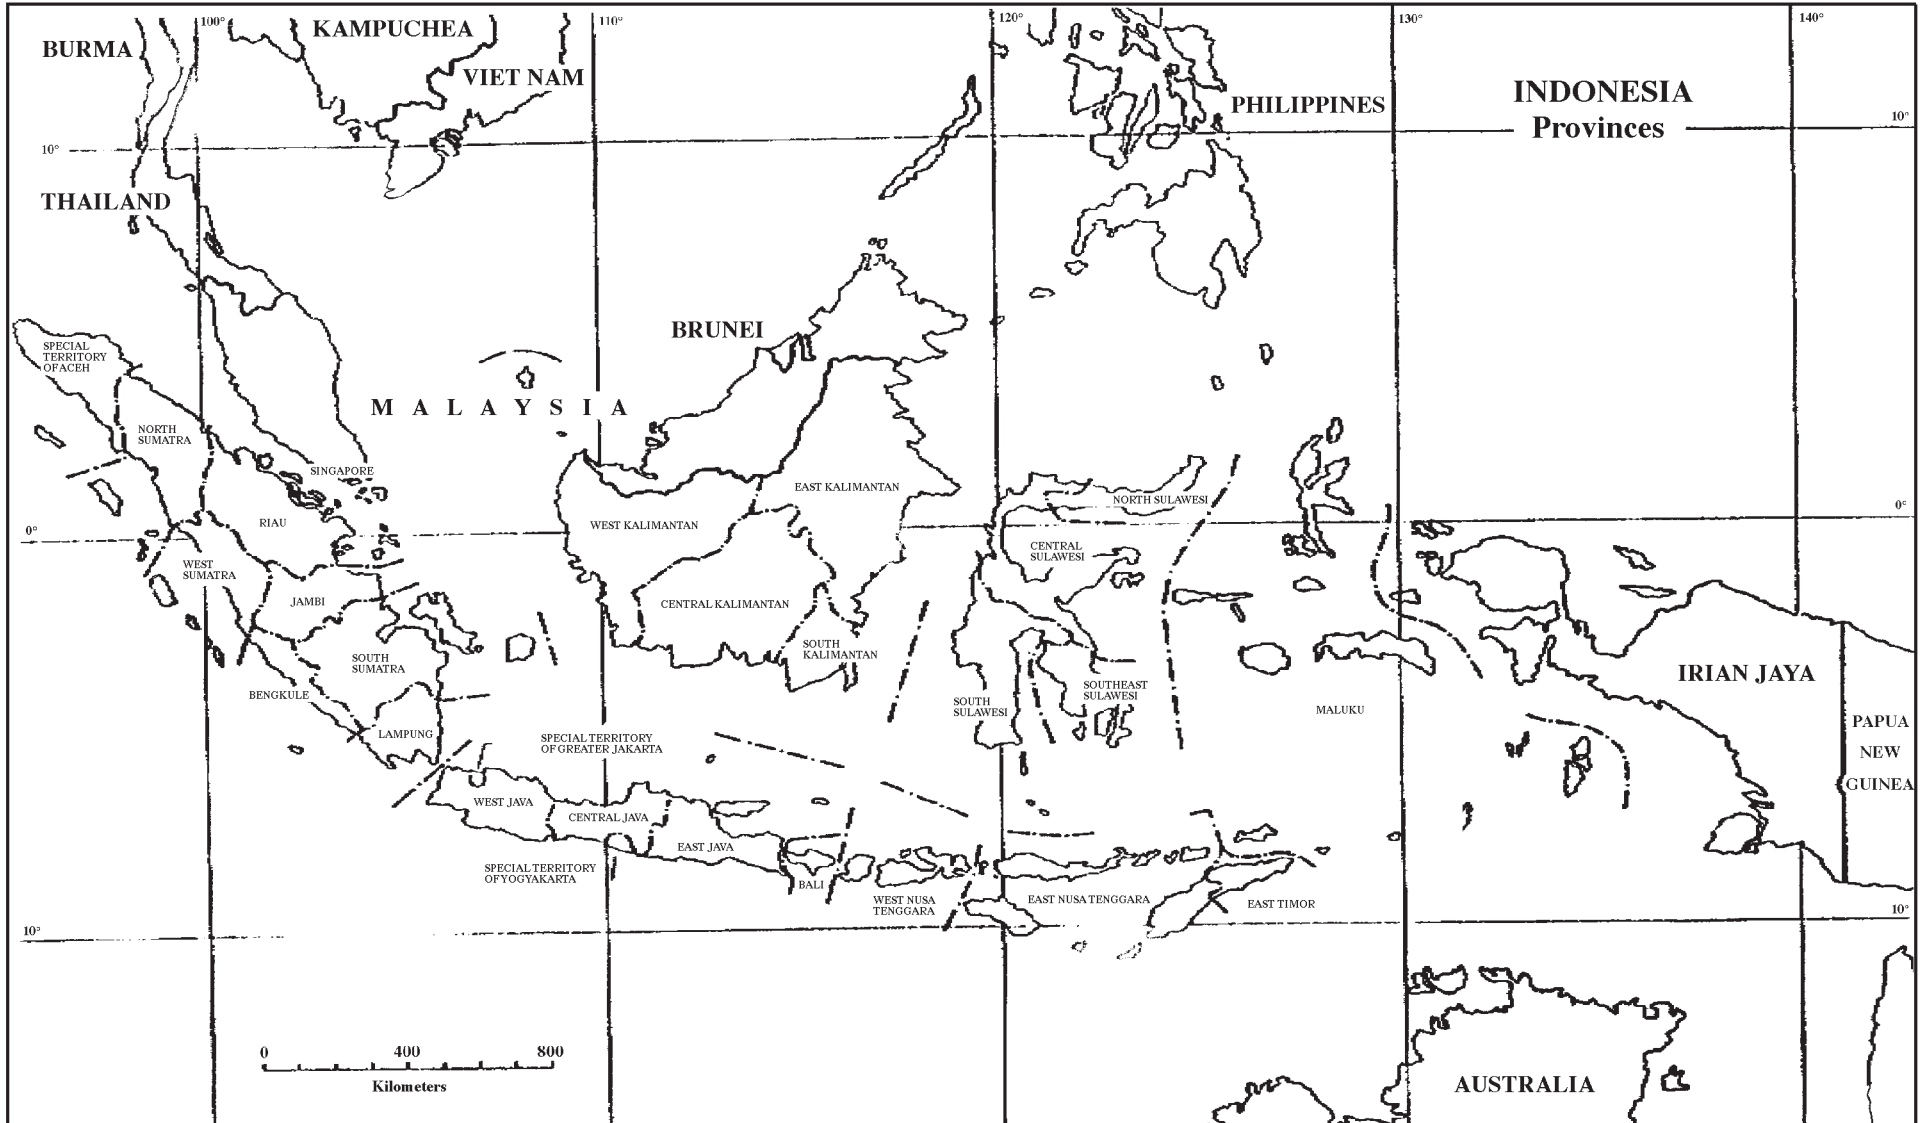 100°
110°
120°
130°
140°
BURMA
KAMPUCHEA
VIET NAM
PHILIPPINES
INDONESIA
Provinces
10°
10°
THAILAND
BRUNEI
SPECIAL
TERRITORY
OF ACEH
MALAYSIA
NORTH
SUMATRA
SINGAPORE
EAST KALIMANTAN
NORTH SULAWESI
RIAU
WEST KALIMANTAN
0°
0°
CENTRAL
SULAWESI
WEST
SUMATRA
JAMBI
CENTRAL KALIMANTAN
SOUTH
KALIMANTAN
SOUTH
SUMATRA
IRIAN JAYA
BENGKULE
SOUTHEAST
SULAWESI
SOUTH
SULAWESI
MALUKU
PAPUA
NEW
GUINEA
LAMPUNG
SPECIAL TERRITORY
OF GREATER JAKARTA
WEST JAVA
CENTRAL JAVA
EAST JAVA
SPECIAL TERRITORY
OF YOGYAKARTA
BALI
WEST NUSA
TENGGARA
EAST NUSA TENGGARA
EAST TIMOR
10°
10°
0 400 800
Kilometers
AUSTRALIA